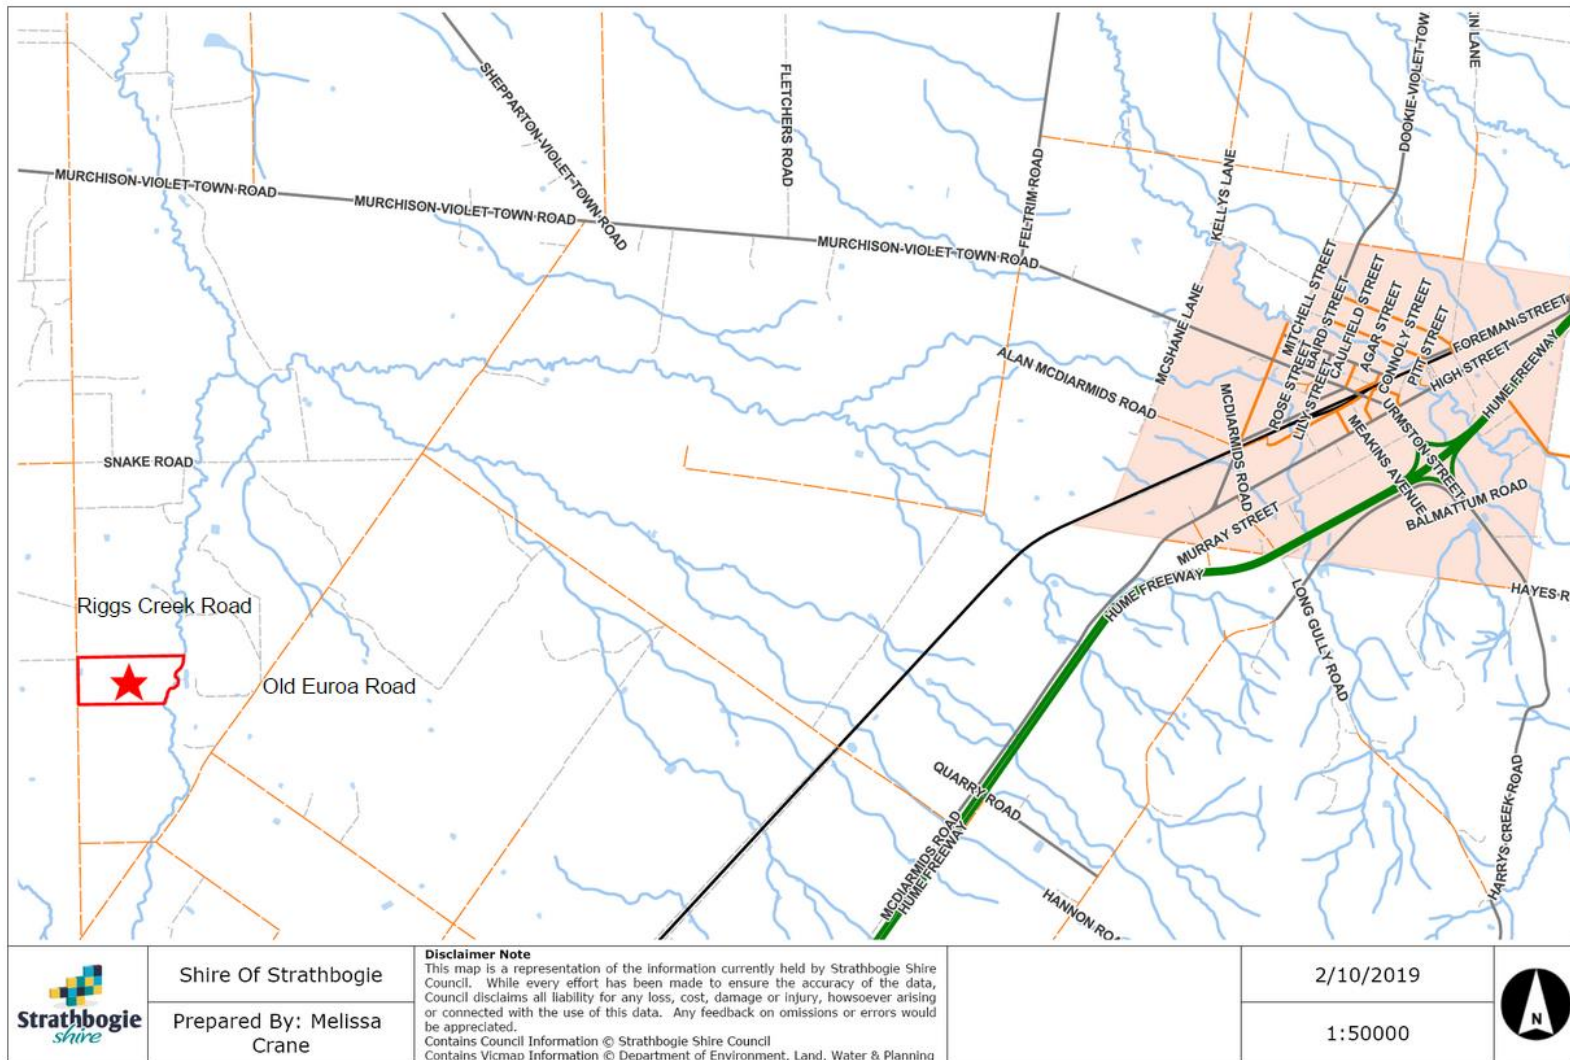 SHEPPARTON-VIOLET-TOWN ROAD
FLETCHERS ROAD
FELTRIM ROAD
KELLYS LANE
DOOKIE-VIOLET-TOW
IN LANE
MURCHISON-VIOLET-TOWN ROAD
MURCHISON-VIOLET-TOWN ROAD
MURCHISON-VIOLET-TOWN ROAD
MCSHANE LANE
ALAN MCDIARMIDS ROAD
MITCHELL STREET
BAIRD STREET
CAULFIELD STREET
AGAR STREET
CONNOLY STREET
PITT STREET
FOREMAN STREET
HIGH STREET
HUME FREEWAY
ROSE STREET
LILY STREET
MCDIARMIDS ROAD
URMSTON STREET
MEAKINS AVENUE
BALMATTUM ROAD
MURRAY STREET
HUME FREEWAY
LONG GULLY ROAD
HAYES R
SNAKE ROAD
Riggs Creek Road
Old Euroa Road
QUARRY ROAD
MCDIARMIDS ROAD
HUME FREEWAY
HANNON ROA
HARRYS CREEK ROAD
Strathbogie
shire
Shire Of Strathbogie
Prepared By: Melissa
Crane
Disclaimer Note
This map is a representation of the information currently held by Strathbogie Shire
Council. While every effort has been made to ensure the accuracy of the data,
Council disclaims all liability for any loss, cost, damage or injury, howsoever arising
or connected with the use of this data. Any feedback on omissions or errors would
be appreciated.
Contains Council Information © Strathbogie Shire Council
Contains Vicmap Information © Department of Environment, Land, Water & Planning
2/10/2019
1:50000
N